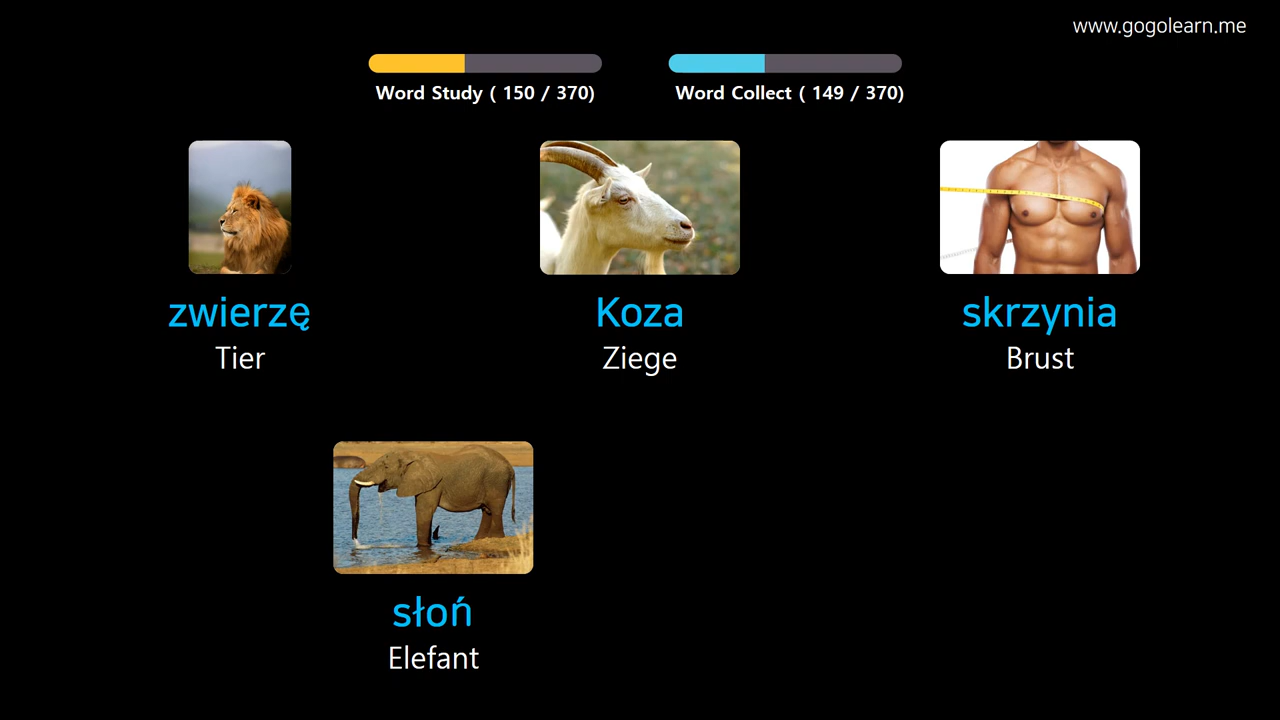 www.gogolearn.me
Word Study ( 150 / 370)
Word Collect ( 149 / 370)
zwierzę
Tier
Koza
Ziege
skrzynia
Brust
słoń
Elefant